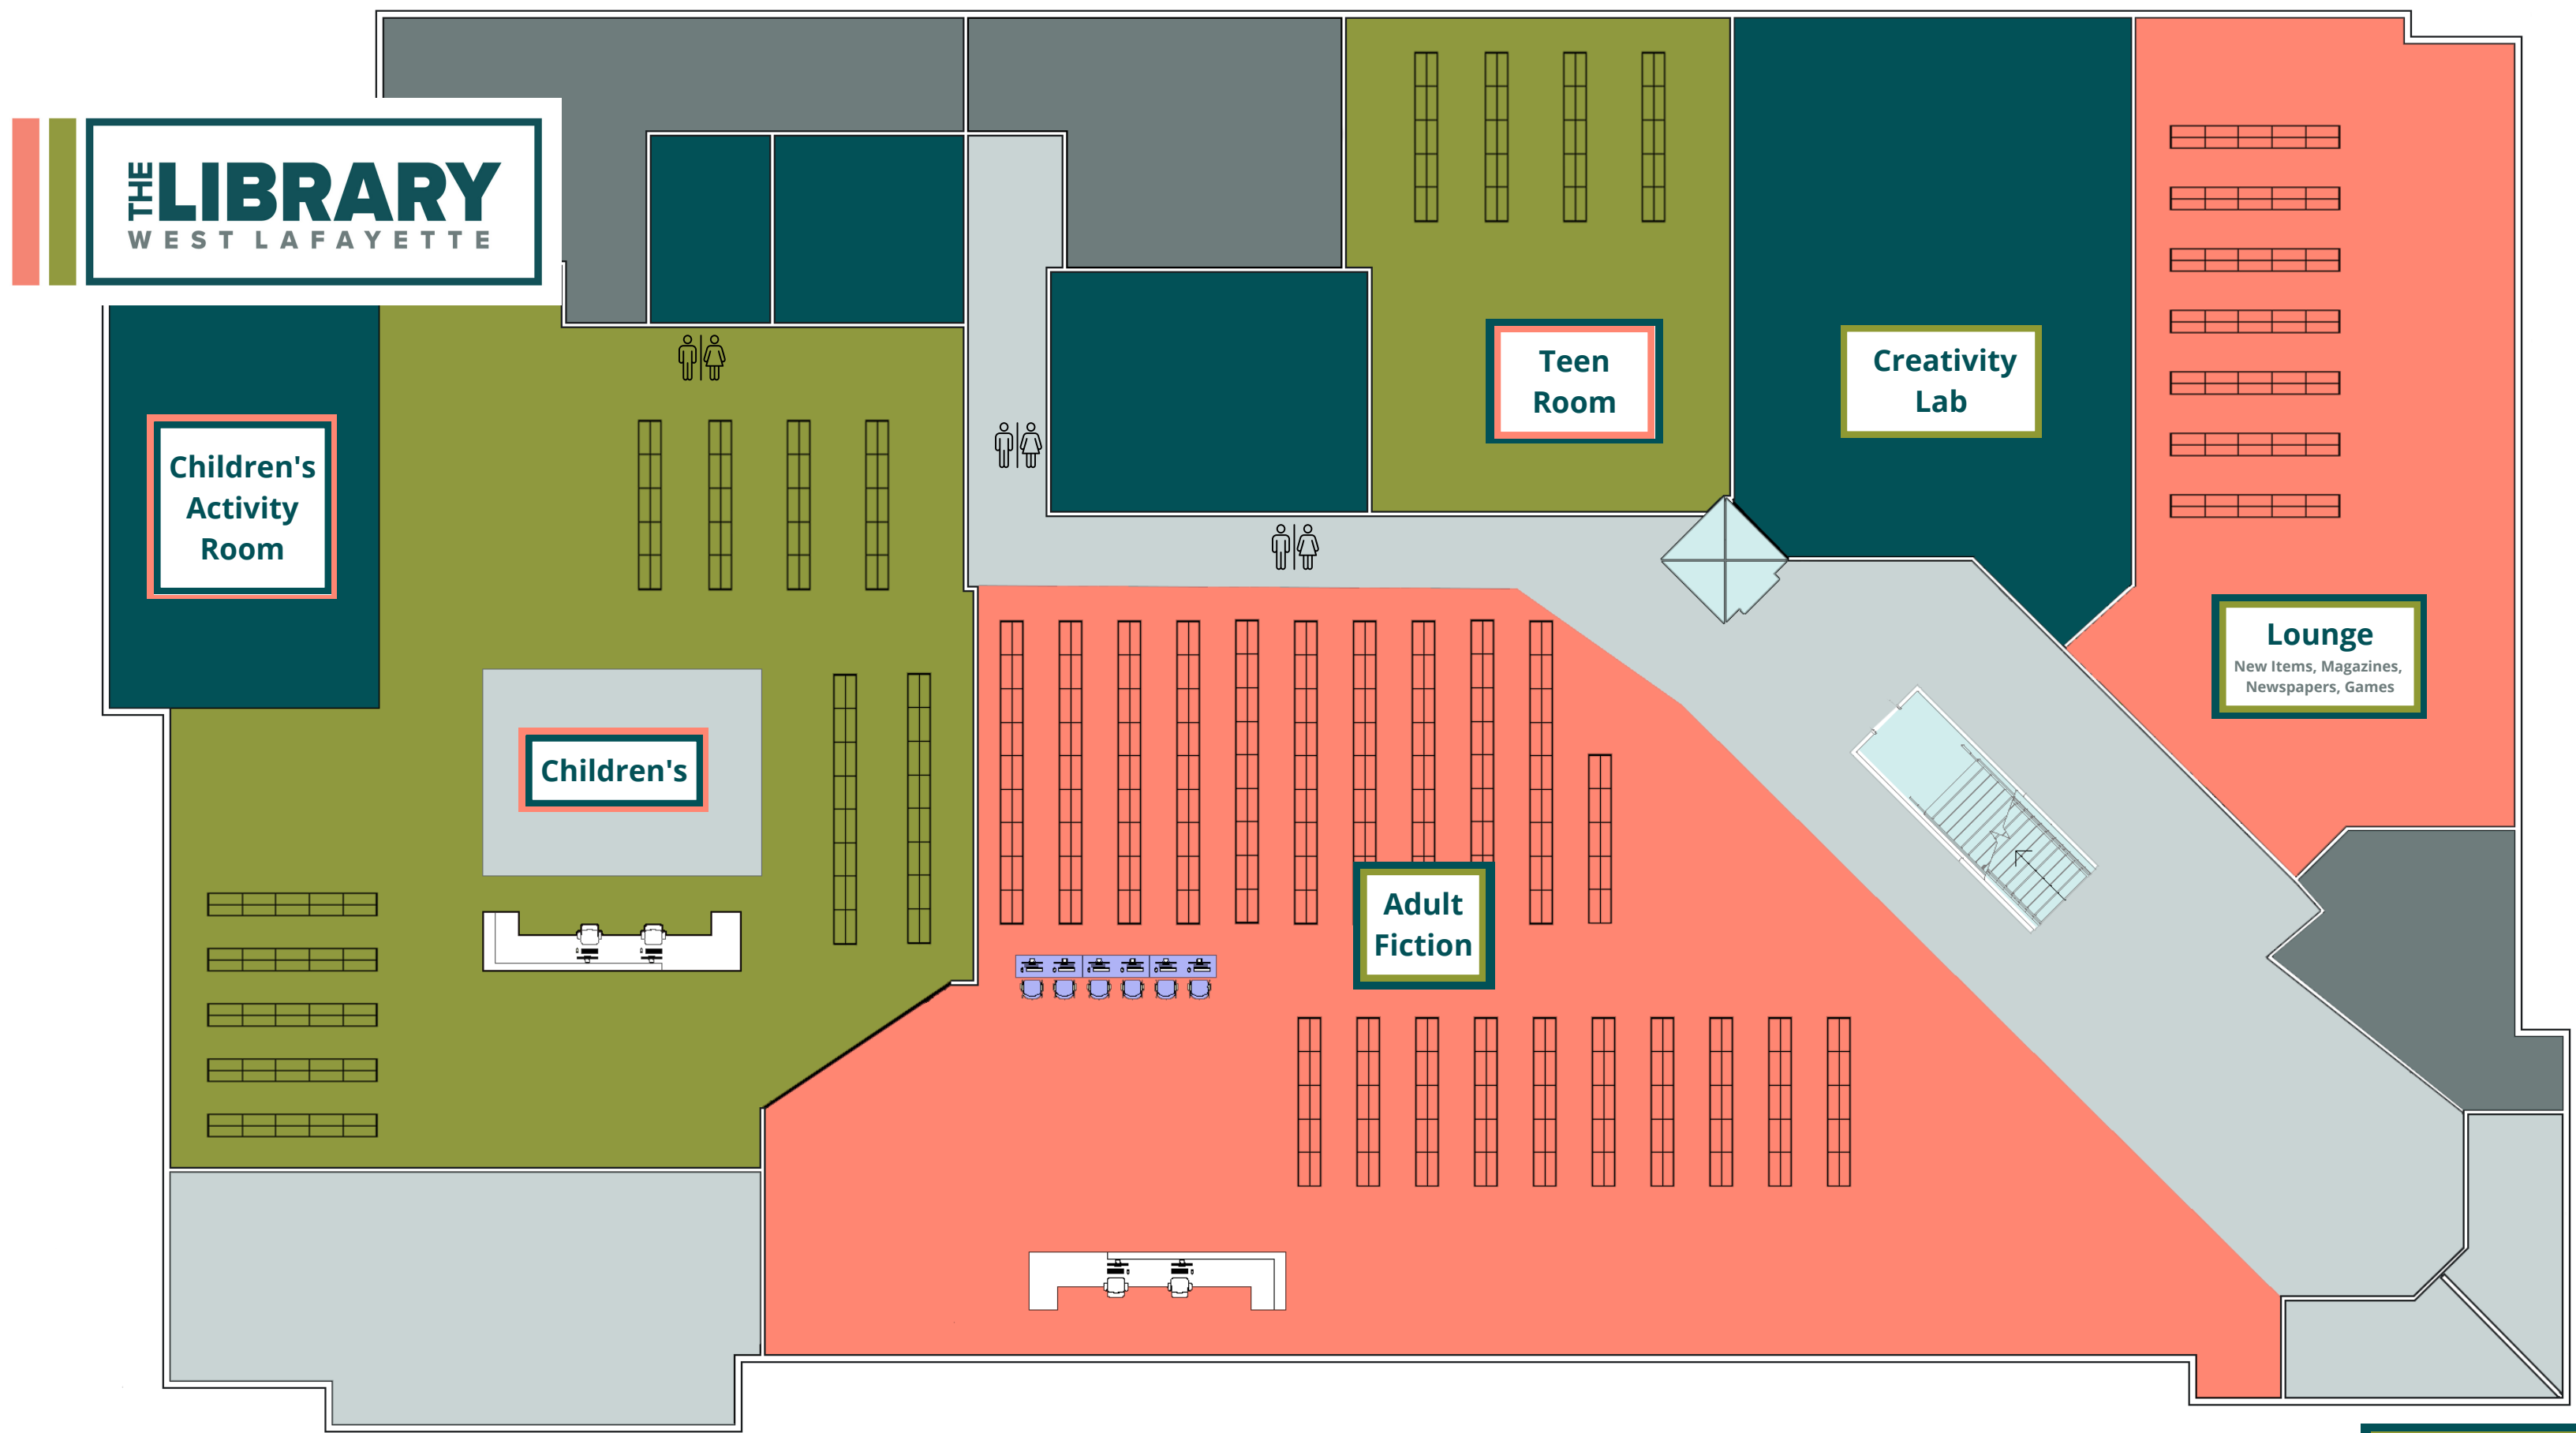 THE LIBRARY
WEST LAFAYETTE
Teen
Room
Creativity
Lab
Children's
Activity
Room
Lounge
New Items, Magazines,
Newspapers, Games
Children's
Adult
Fiction